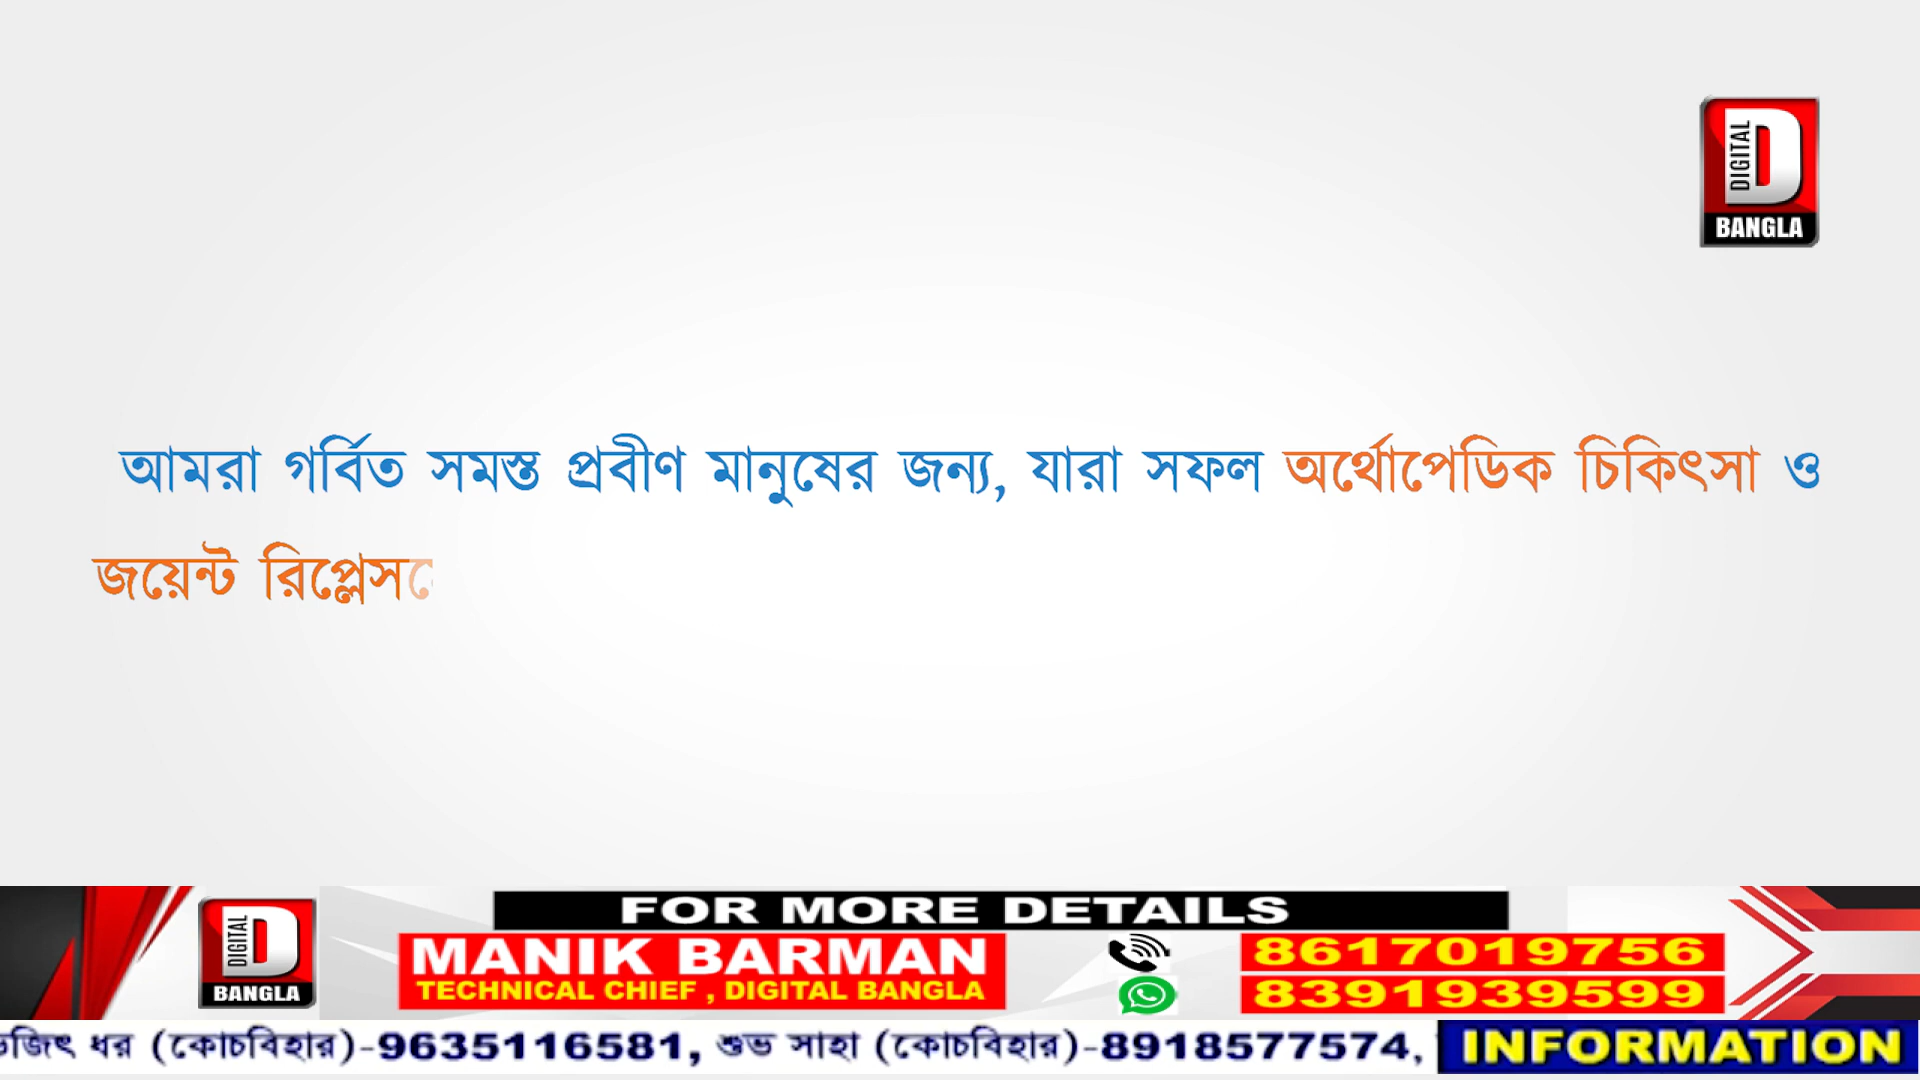 DIGITAL
BANGLA
আমরা গর্বিত সমস্ত প্রবীণ মানুষের জন্য, যারা সফল অর্থোপেডিক চিকিৎসা ও
জয়েন্ট রিপ্লেস
FOR MORE DETAILS
DIGITAL
BANGLA
MANIK BARMAN
TECHNICAL CHIEF , DIGITAL BANGLA
8617019756
8391939599
ধর (কোচবিহার)-9635116581, শুভ সাহা (কোচবিহার)-8918577574,
INFORMATION